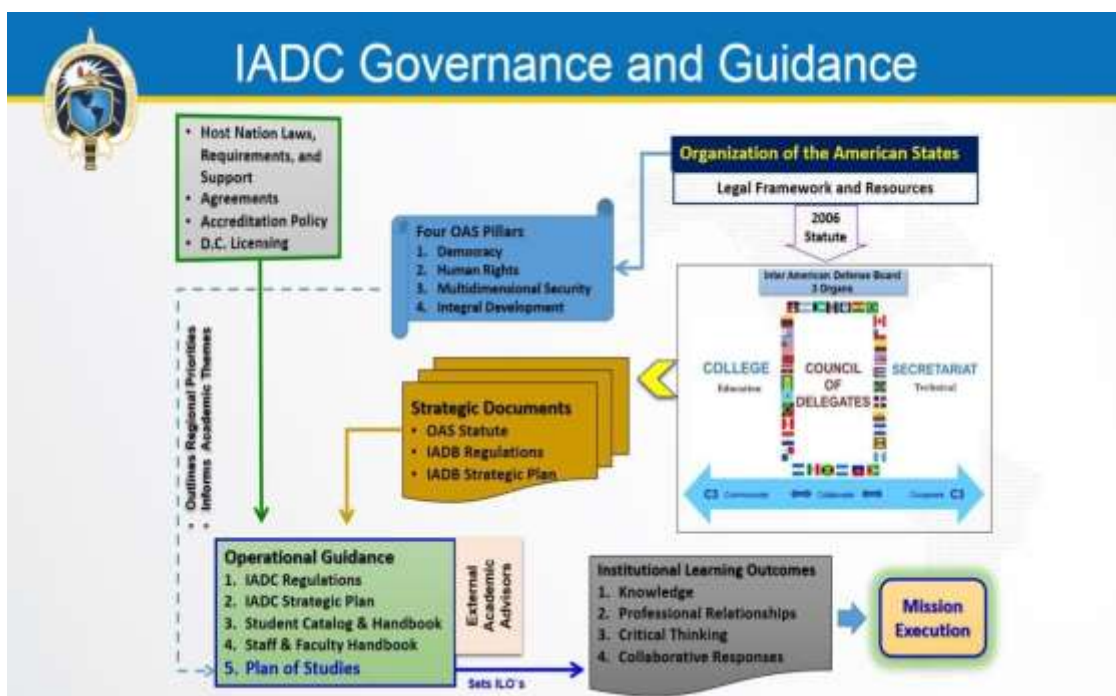 IADC Governance and Guidance
• Host Nation Laws,
Requirements, and
Support
• Agreements
• Accreditation Policy
• D.C. Licensing
Organization of the American States
Legal Framework and Resources
2006
Statute
Four OAS Pillars
1. Democracy
2. Human Rights
3. Multidimensional Security
4. Integral Development
Inter American Defense Board
3 Organs
COLLEGE
Education
COUNCIL
OF
DELEGATES
SECRETARIAT
Technical
C3 Communicate Collaborate Cooperate C3
• Outlines Regional Priorities
• Informs Academic Themes
Strategic Documents
• OAS Statute
• IADB Regulations
• IADB Strategic Plan
Operational Guidance
1. IADC Regulations
2. IADC Strategic Plan
3. Student Catalog & Handbook
4. Staff & Faculty Handbook
5. Plan of Studies
External
Academic
Advisors
Sets ILO's
Institutional Learning Outcomes
1. Knowledge
2. Professional Relationships
3. Critical Thinking
4. Collaborative Responses
Mission
Execution